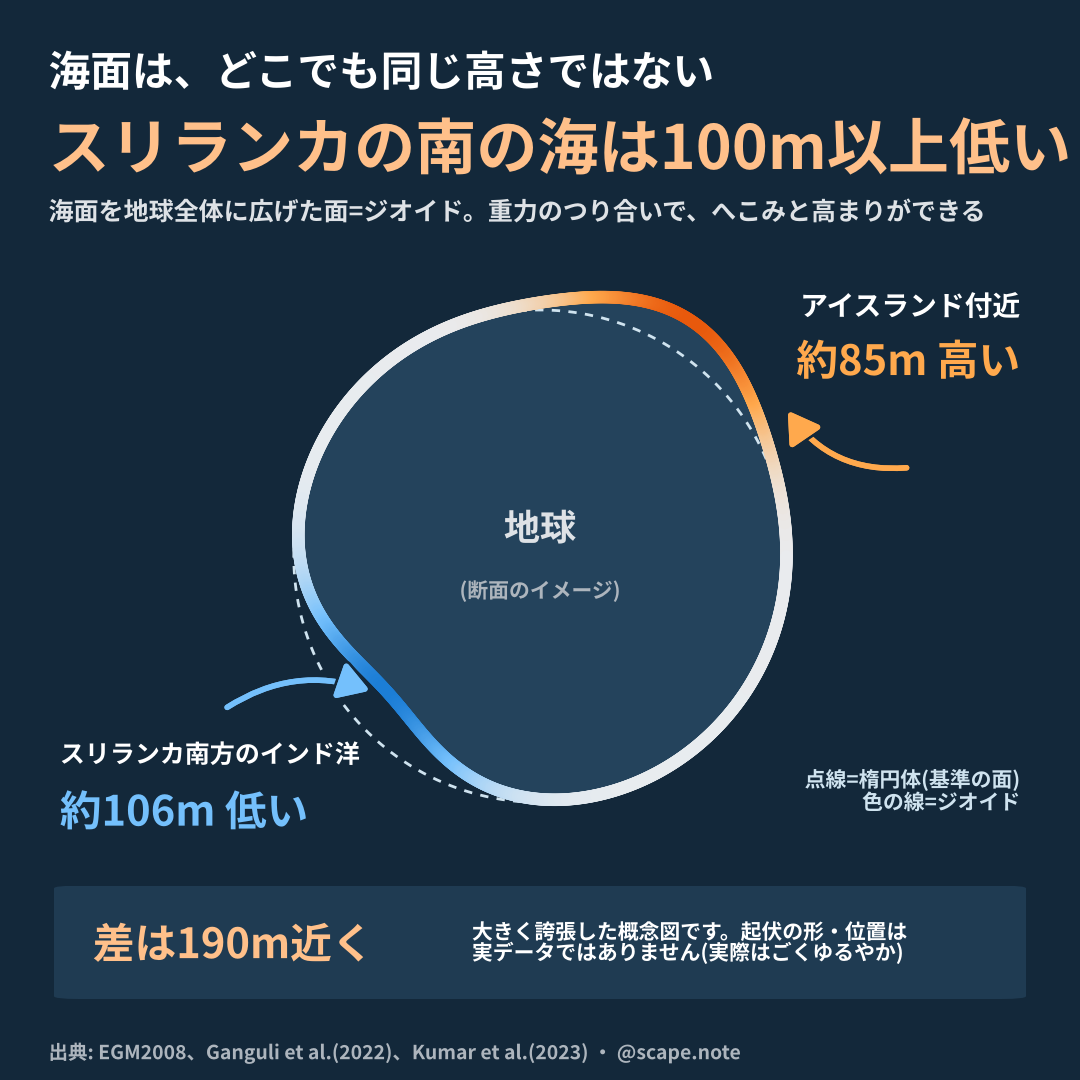 海面は、どこでも同じ高さではない
スリランカの南の海は100m以上低い
海面を地球全体に広げた面=ジオイド。重力のつり合いで、へこみと高まりができる
アイスランド付近
約85m 高い
地球
(断面のイメージ)
スリランカ南方のインド洋
約106m 低い
点線=楕円体(基準の面)
色の線=ジオイド
差は190m近く
大きく誇張した概念図です。起伏の形・位置は
実データではありません(実際はごくゆるやか)
出典: EGM2008、Ganguli et al.(2022)、Kumar et al.(2023) ・ @scape.note